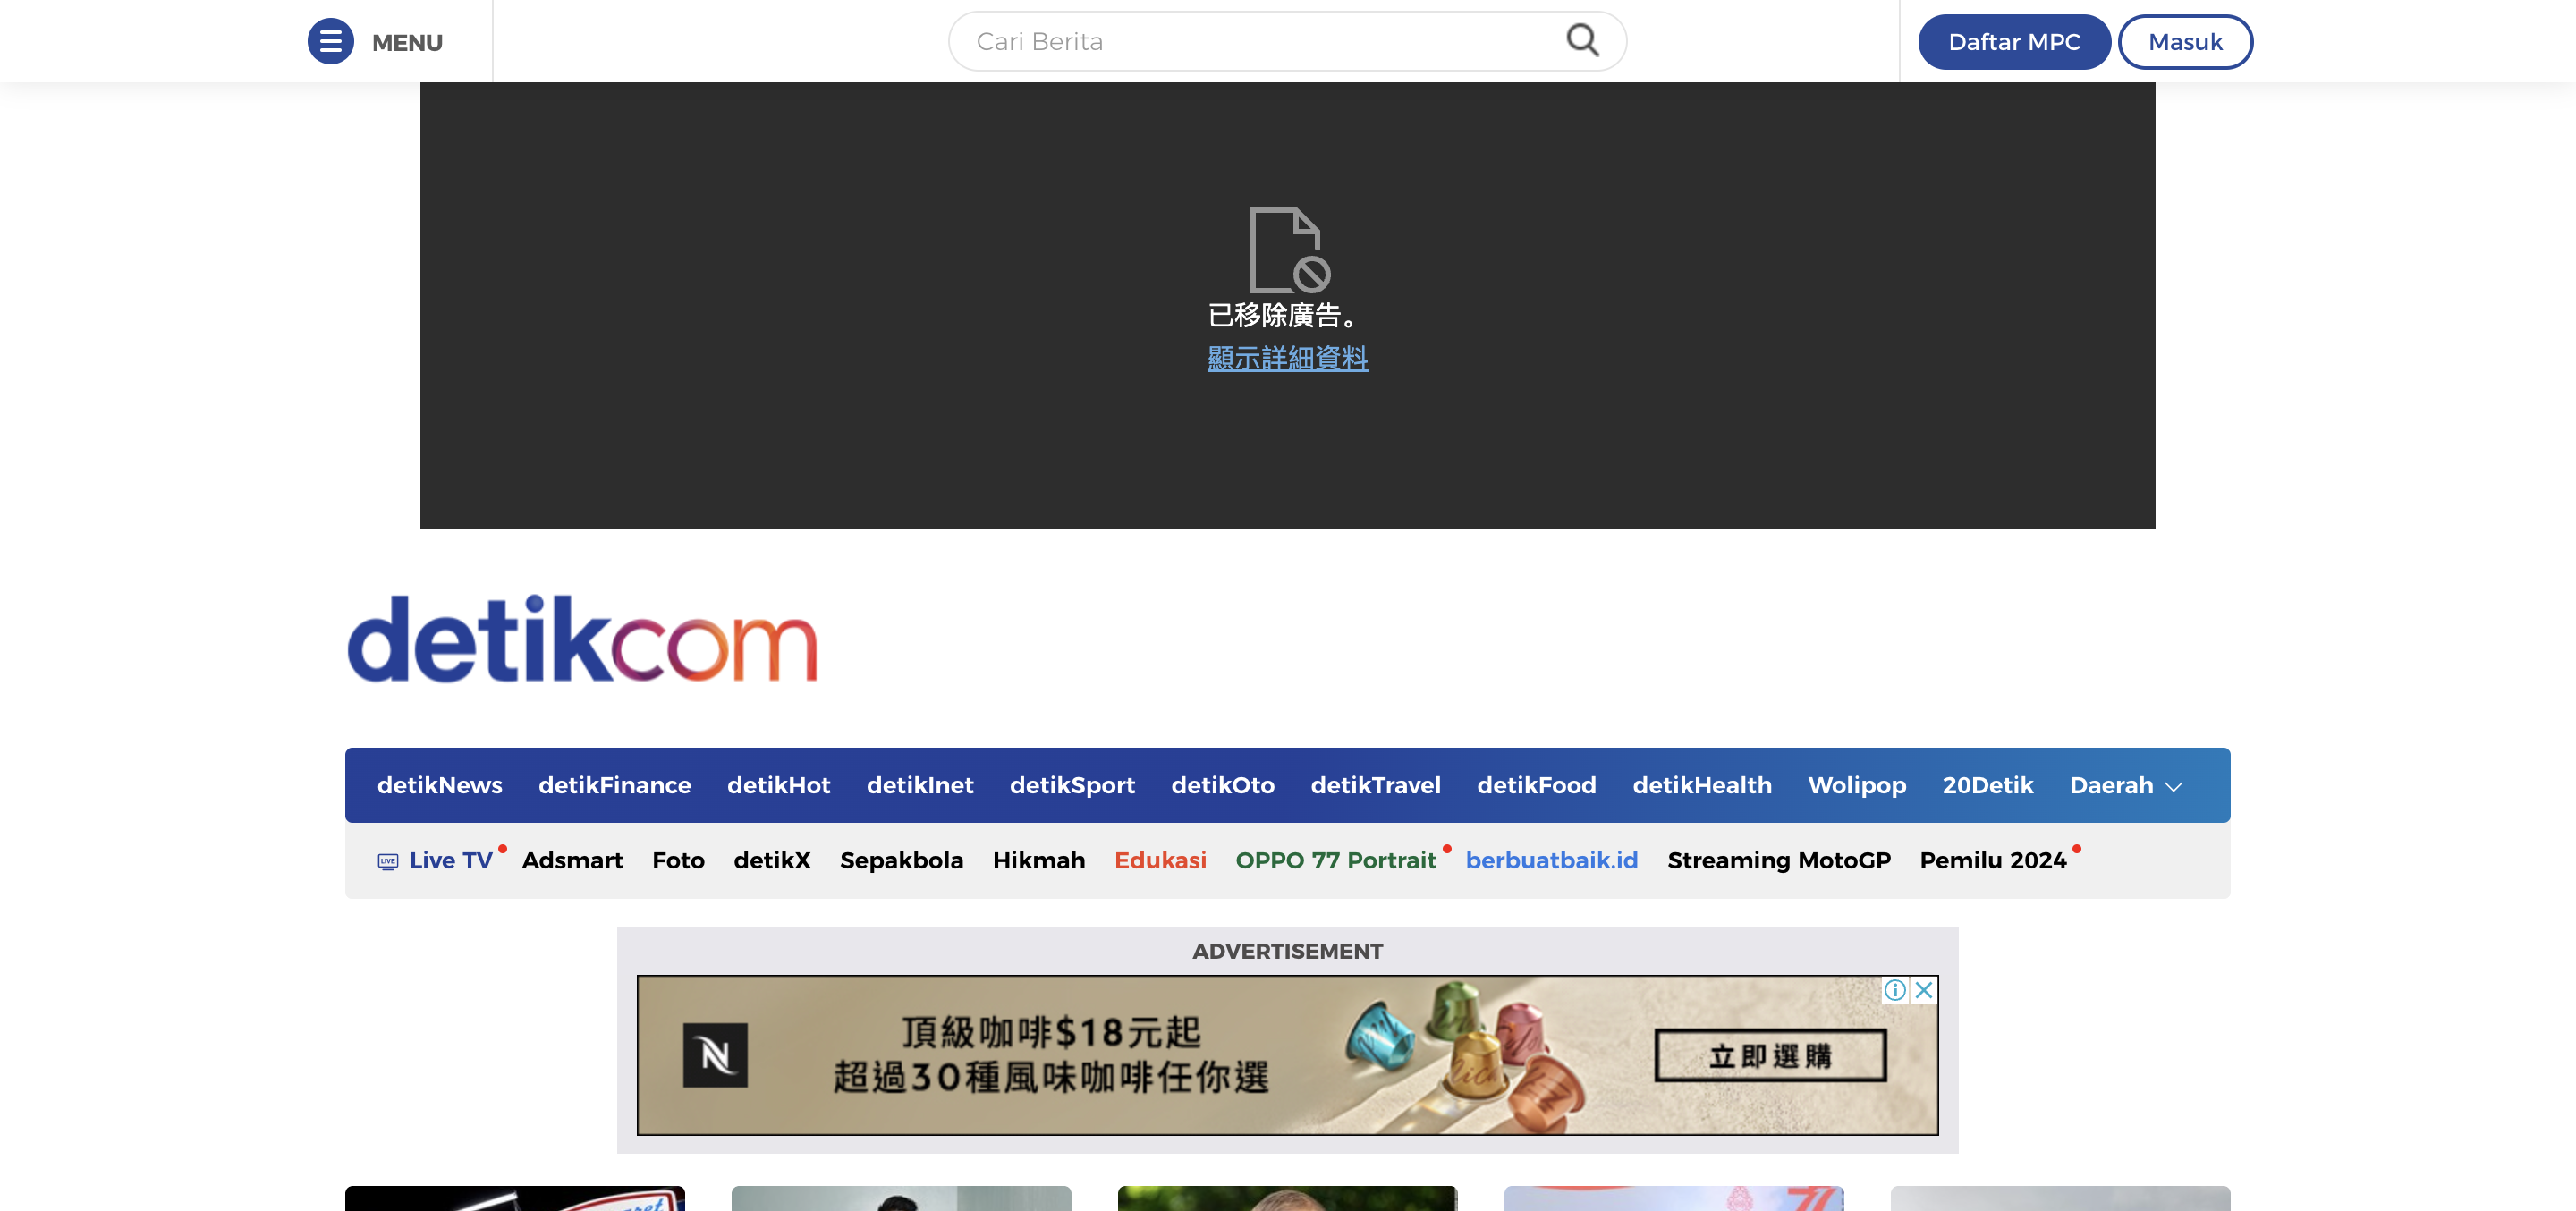 MENU
Cari Berita
Daftar MPC
Masuk
已移除廣告。
顯示詳細資料
detikcom
detikNews detikFinance detikHot detikInet detikSport detikOto detikTravel detikFood detikHealth Wolipop 20Detik Daerah
LIVE Live TV Adsmart Foto detikX Sepakbola Hikmah Edukasi OPPO 77 Portrait berbuatbaik.id Streaming MotoGP Pemilu 2024
ADVERTISEMENT
N
頂級咖啡$18元起
超過30種風味咖啡任你選
立即選購
77